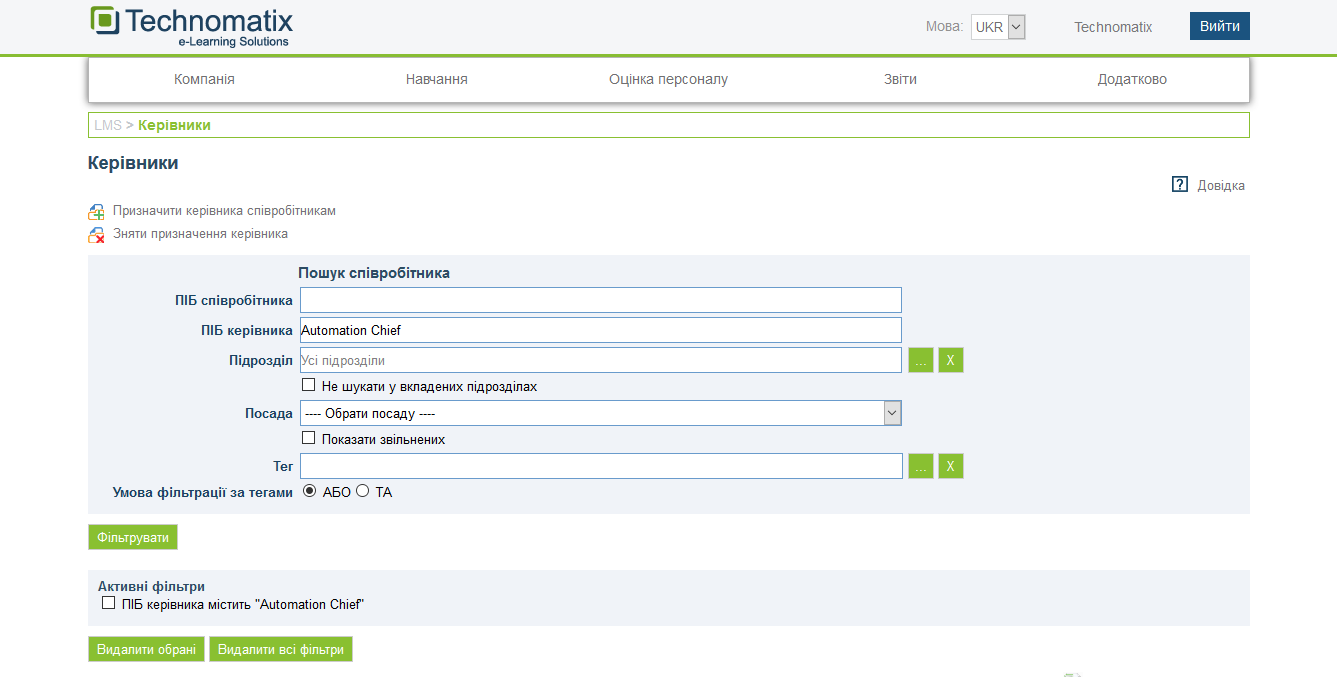 Technomatix
e-Learning Solutions
Мова: UKR Technomatix Вийти
Компанія Навчання Оцінка персоналу Звіти Додатково
LMS > Керівники
Керівники
? Довідка
Призначити керівника співробітникам
Зняти призначення керівника
Пошук співробітника
ПІБ співробітника
ПІБ керівника Automation Chief
Підрозділ Усі підрозділи ... X
Не шукати у вкладених підрозділах
Посада ---- Обрати посаду ----
Показати звільнених
Тег ... X
Умова фільтрації за тегами АБО ТА
Фільтрувати
Активні фільтри
ПІБ керівника містить "Automation Chief"
Видалити обрані Видалити всі фільтри